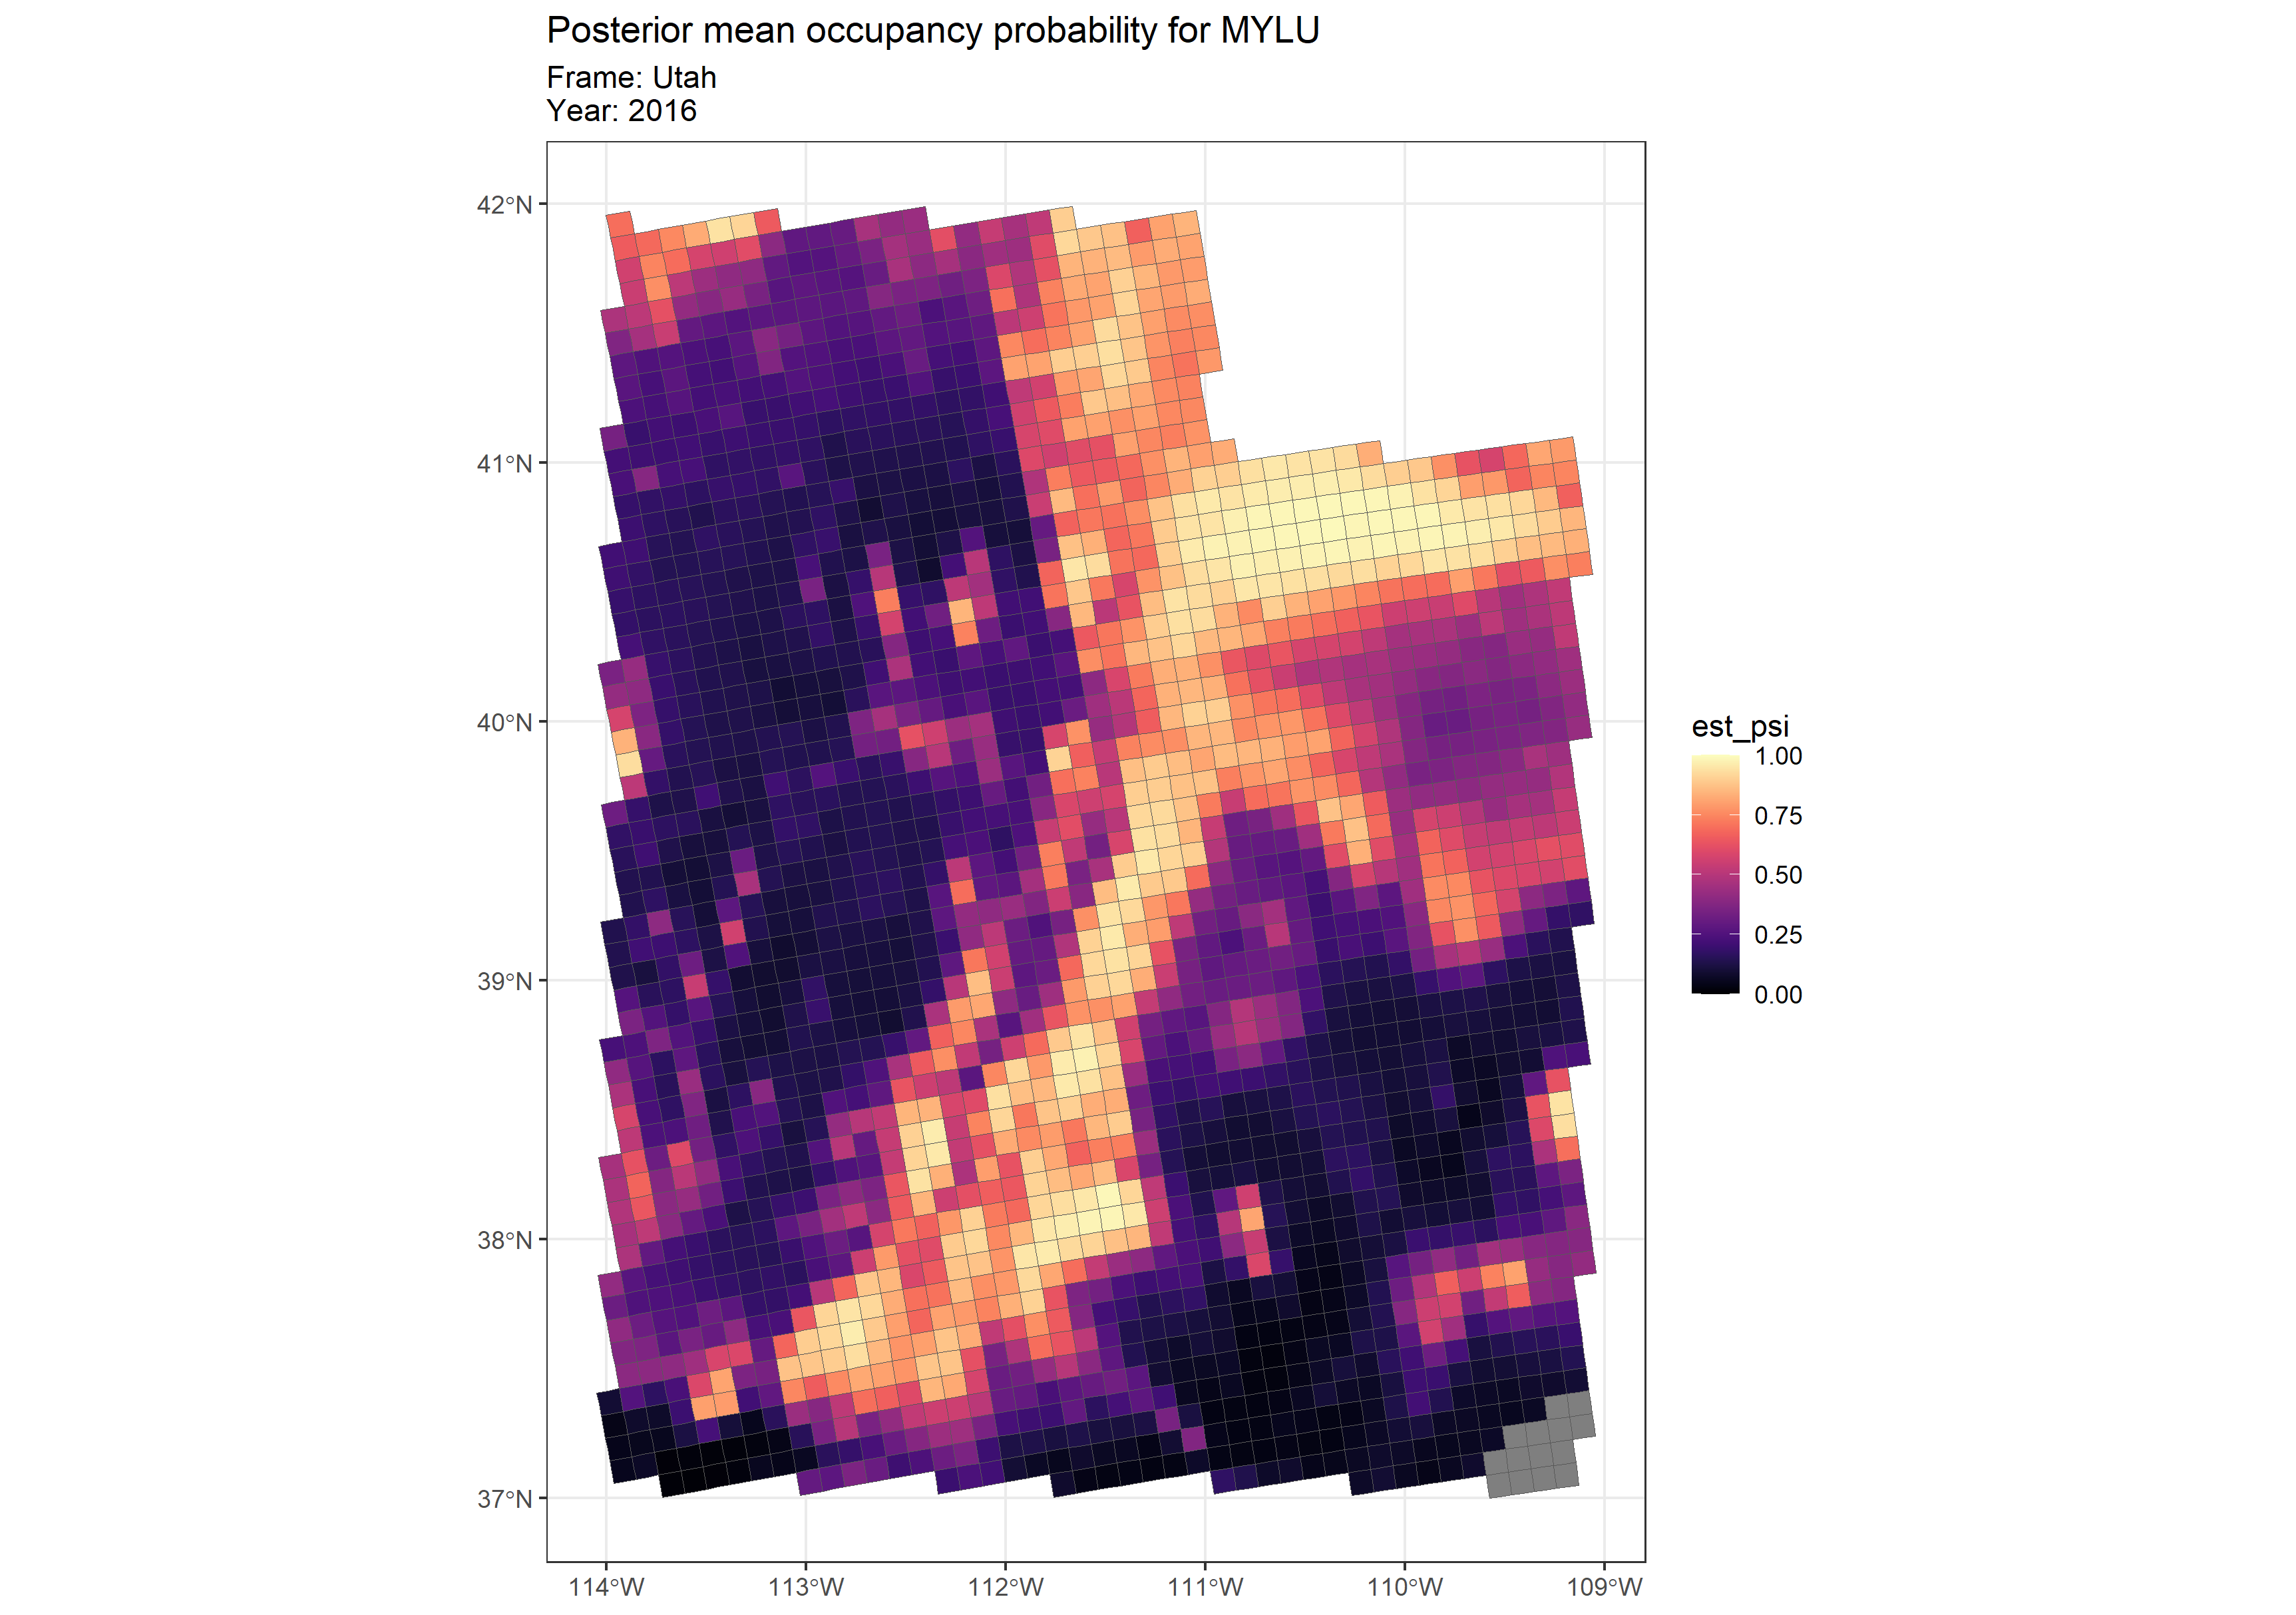 Posterior mean occupancy probability for MYLU
Frame: Utah
Year: 2016
42°N
41°N
40°N
39°N
38°N
37°N
114°W
113°W
112°W
111°W
110°W
109°W
est_psi
1.00
0.75
0.50
0.25
0.00